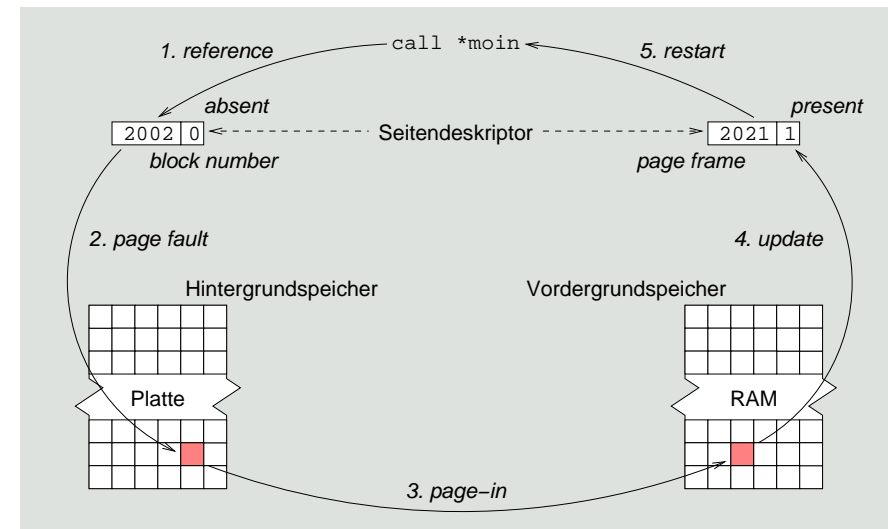 call *moin
1. reference
5. restart
absent
present
2002 0
Seitendeskriptor
2021 1
block number
page frame
2. page fault
4. update
Hintergrundspeicher
Vordergrundspeicher
Platte
RAM
3. page−in